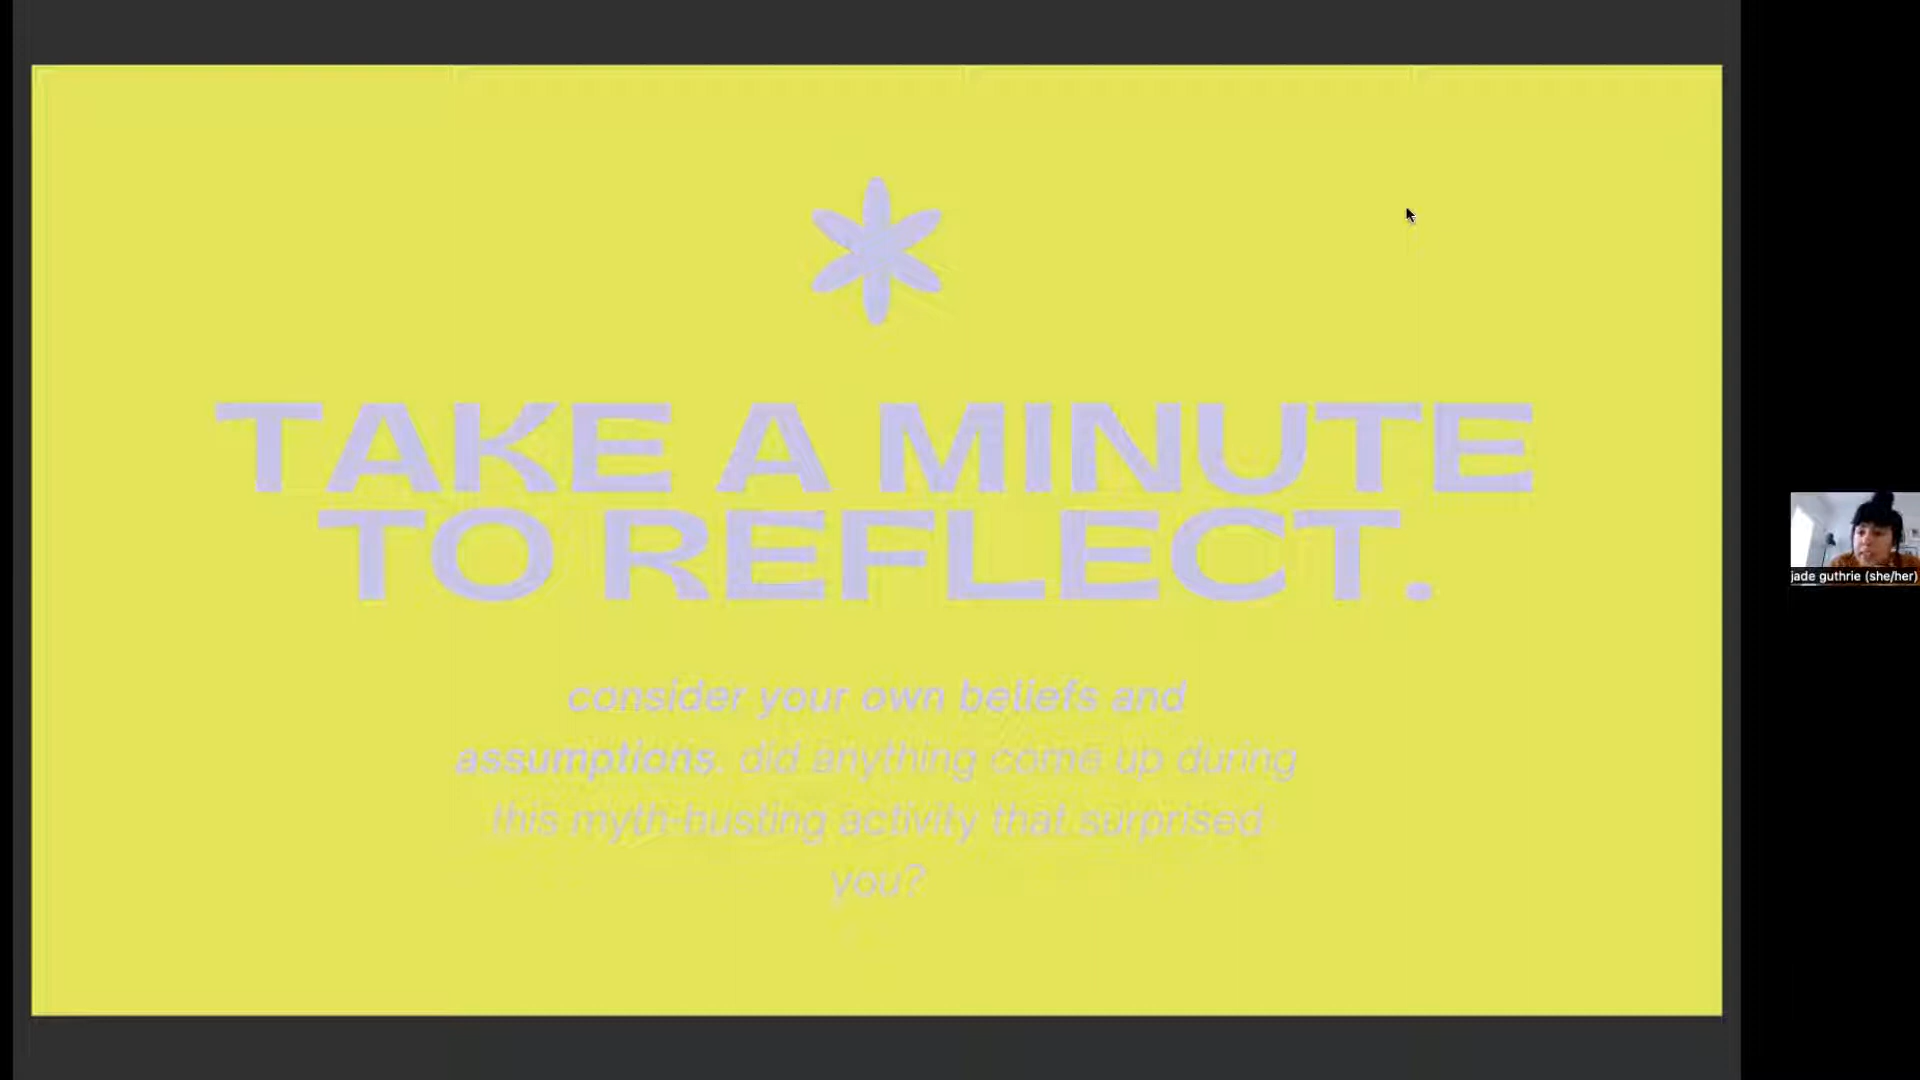 TAKE A MINUTE
TO REFLECT.
consider your own beliefs and
assumptions. did anything come up during
this myth-busting activity that surprised
you?
jade guthrie (she/her)